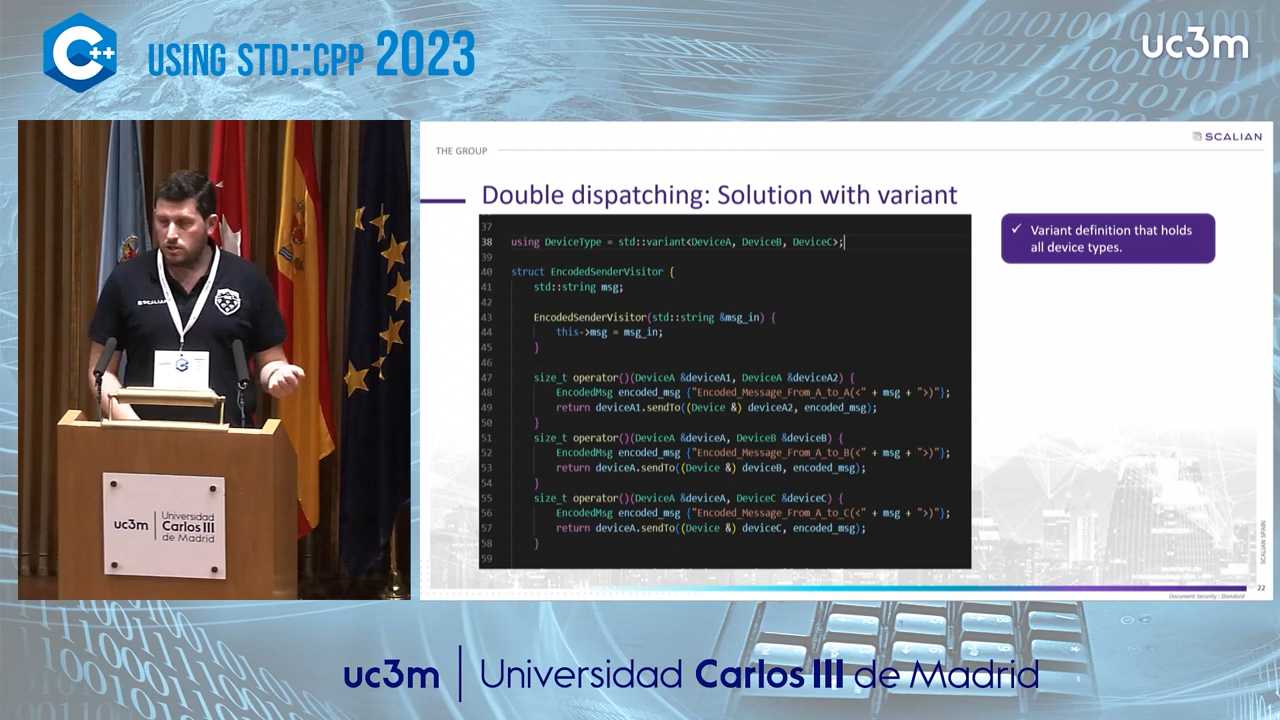 C++
USING STD::CPP 2023
uc3m
SCALIAN
THE GROUP
Double dispatching: Solution with variant
✓ Variant definition that holds
all device types.
37
38 using DeviceType = std::variant<DeviceA, DeviceB, DeviceC>;
39
40 struct EncodedSenderVisitor {
41 std::string msg;
42
43 EncodedSenderVisitor(std::string &msg_in) {
44 this->msg = msg_in;
45 }
46
47 size_t operator()(DeviceA &deviceA1, DeviceA &deviceA2) {
48 EncodedMsg encoded_msg {"Encoded_Message_From_A_to_A(<" + msg + ">)"};
49 return deviceA1.sendTo((Device &) deviceA2, encoded_msg);
50 }
51 size_t operator()(DeviceA &deviceA, DeviceB &deviceB) {
52 EncodedMsg encoded_msg {"Encoded_Message_From_A_to_B(<" + msg + ">)"};
53 return deviceA.sendTo((Device &) deviceB, encoded_msg);
54 }
55 size_t operator()(DeviceA &deviceA, DeviceC &deviceC) {
56 EncodedMsg encoded_msg {"Encoded_Message_From_A_to_C(<" + msg + ">)"};
57 return deviceA.sendTo((Device &) deviceC, encoded_msg);
58 }
59
SCALIAN SPAIN
22
Document Security : Standard
SCALIAN
uc3m
Universidad
Carlos III
de Madrid
uc3m | Universidad Carlos III de Madrid